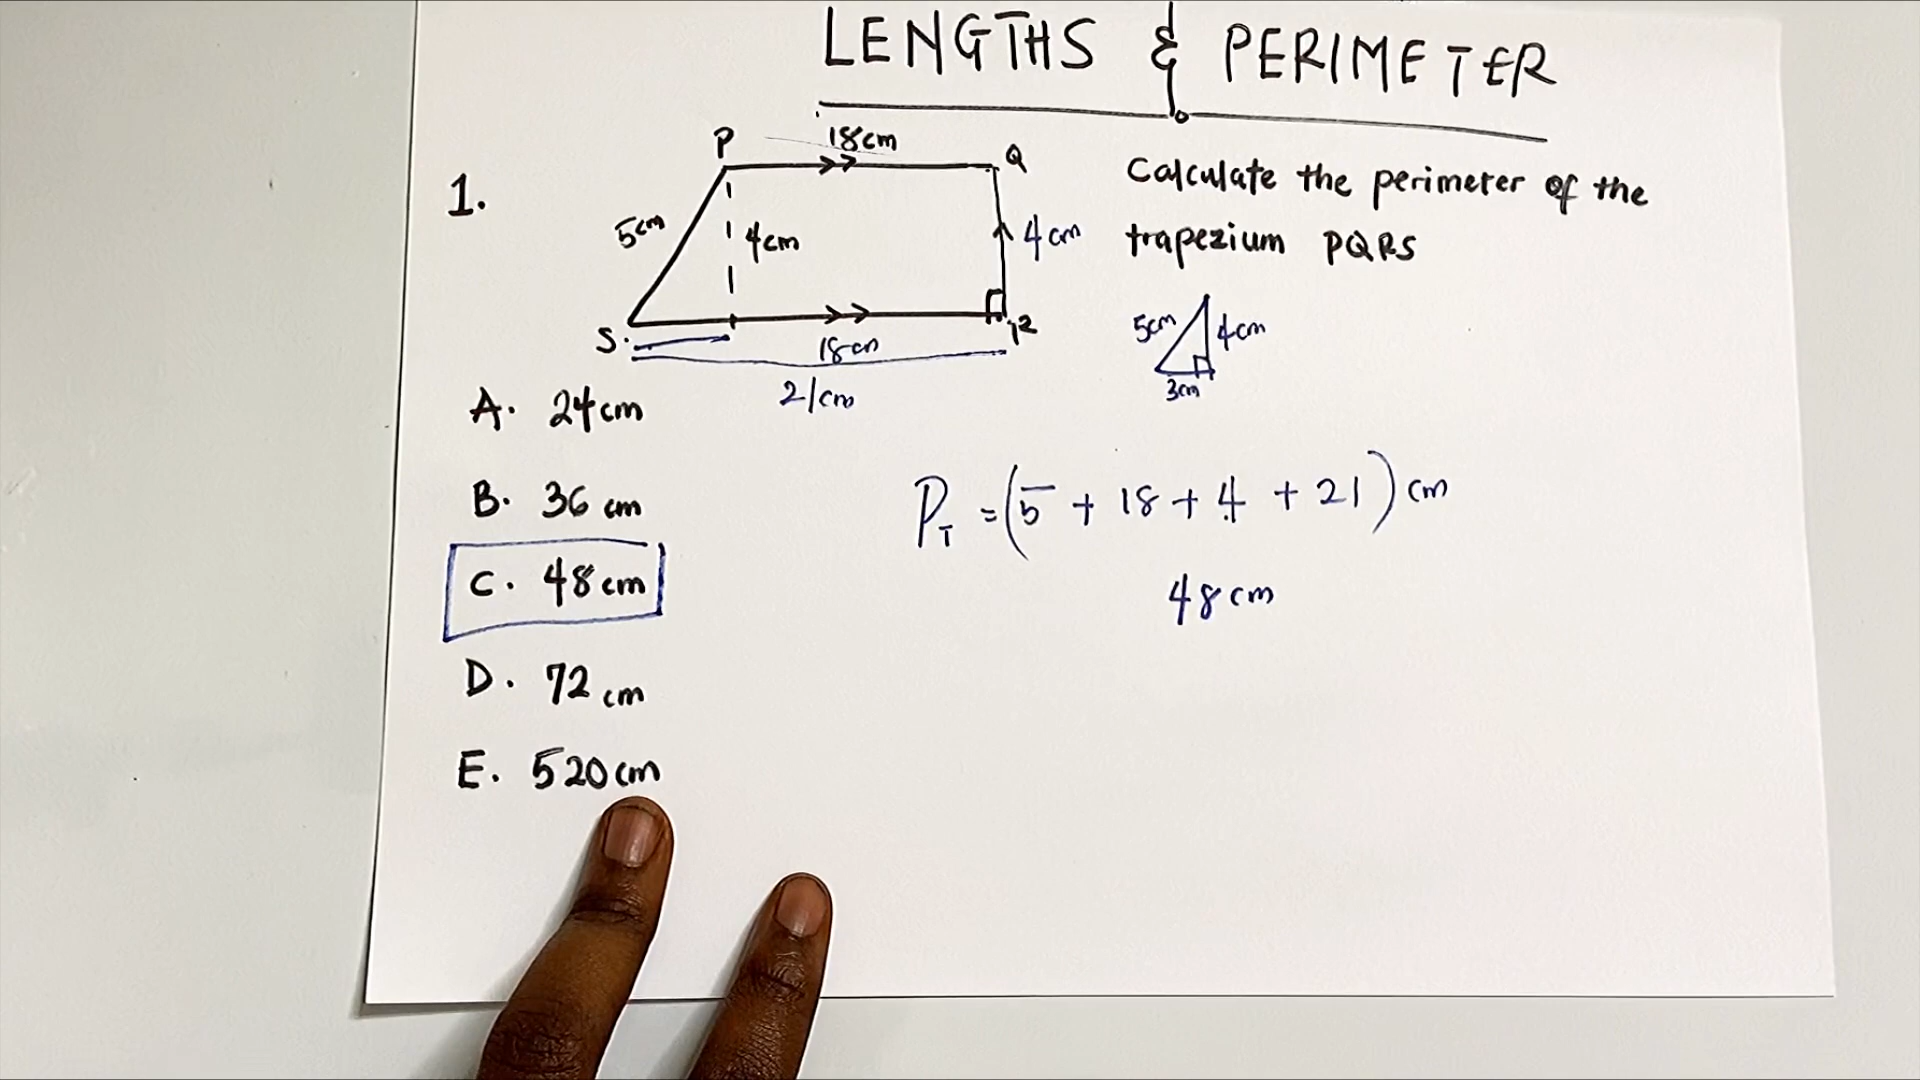 LENGTHS & PERIMETER
1.
P
18cm
Q
5cm
4cm
4cm
S
18cm
R
21cm
Calculate the perimeter of the
trapezium PQRS
5cm
4cm
3cm
A. 24cm
B. 36 cm
C. 48cm
D. 72 cm
E. 520cm
P_T = (5 + 18 + 4 + 21) cm
48cm